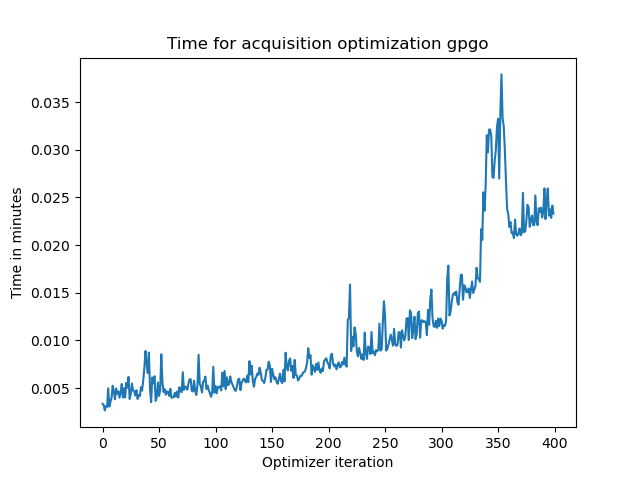 Time for acquisition optimization gpgo
0.035
0.030
0.025
0.020
0.015
0.010
0.005
Time in minutes
0 50 100 150 200 250 300 350 400
Optimizer iteration